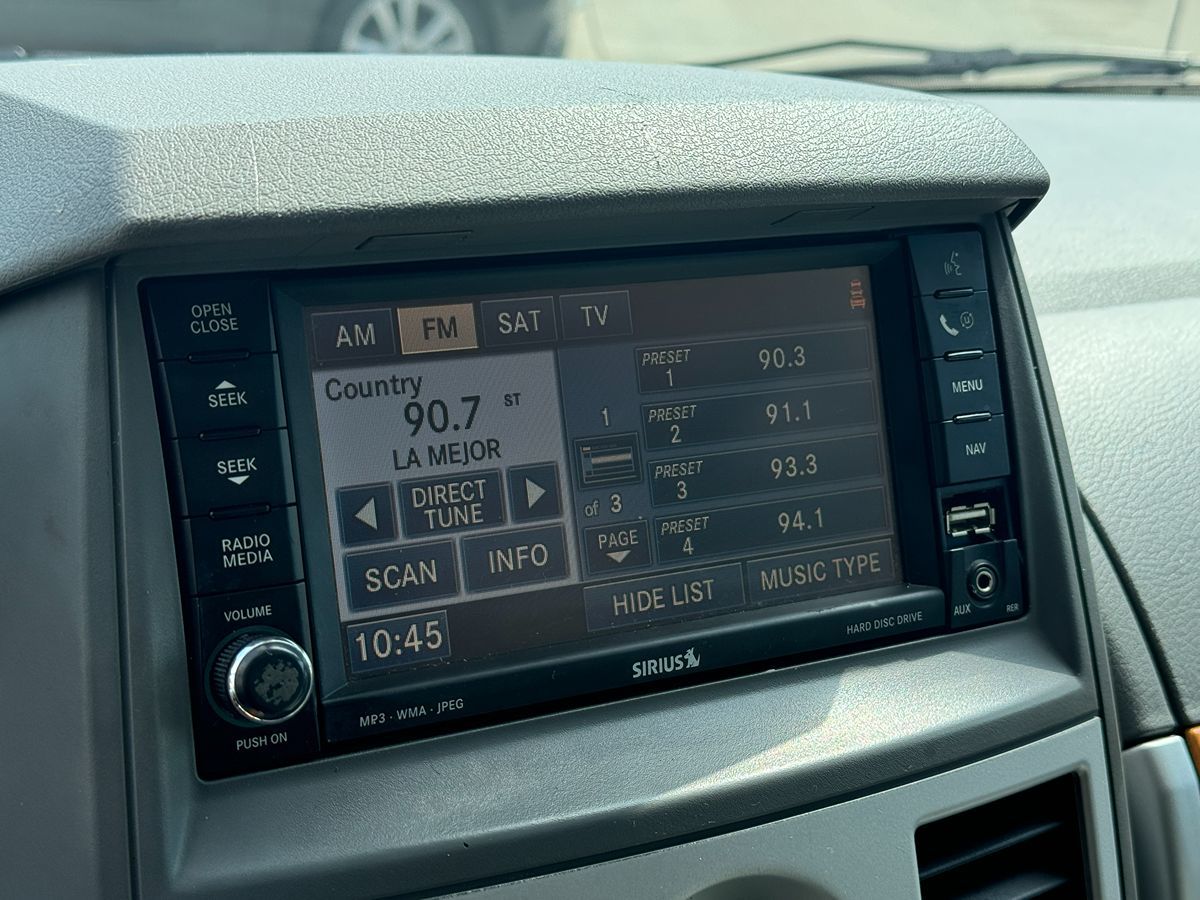 OPEN
CLOSE
SEEK
SEEK
RADIO
MEDIA
VOLUME
PUSH ON
AM
FM
SAT
TV
Country
90.7 ST
LA MEJOR
DIRECT
TUNE
SCAN
INFO
10:45
1
of 3
PAGE
PRESET
1
90.3
PRESET
2
91.1
PRESET
3
93.3
PRESET
4
94.1
HIDE LIST
MUSIC TYPE
MP3 · WMA · JPEG
SIRIUS
HARD DISC DRIVE
MENU
NAV
AUX
RER